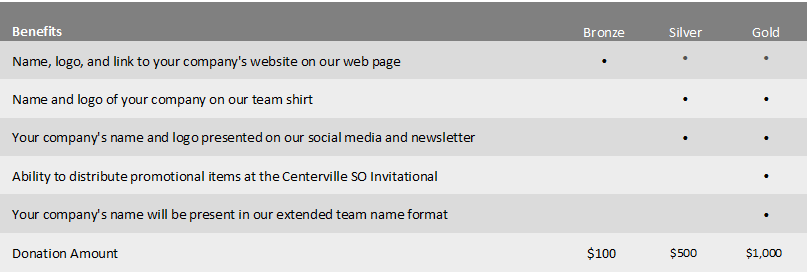 Benefits Bronze Silver Gold
Name, logo, and link to your company's website on our web page • • •
Name and logo of your company on our team shirt • •
Your company's name and logo presented on our social media and newsletter • •
Ability to distribute promotional items at the Centerville SO Invitational •
Your company's name will be present in our extended team name format •
Donation Amount $100 $500 $1,000